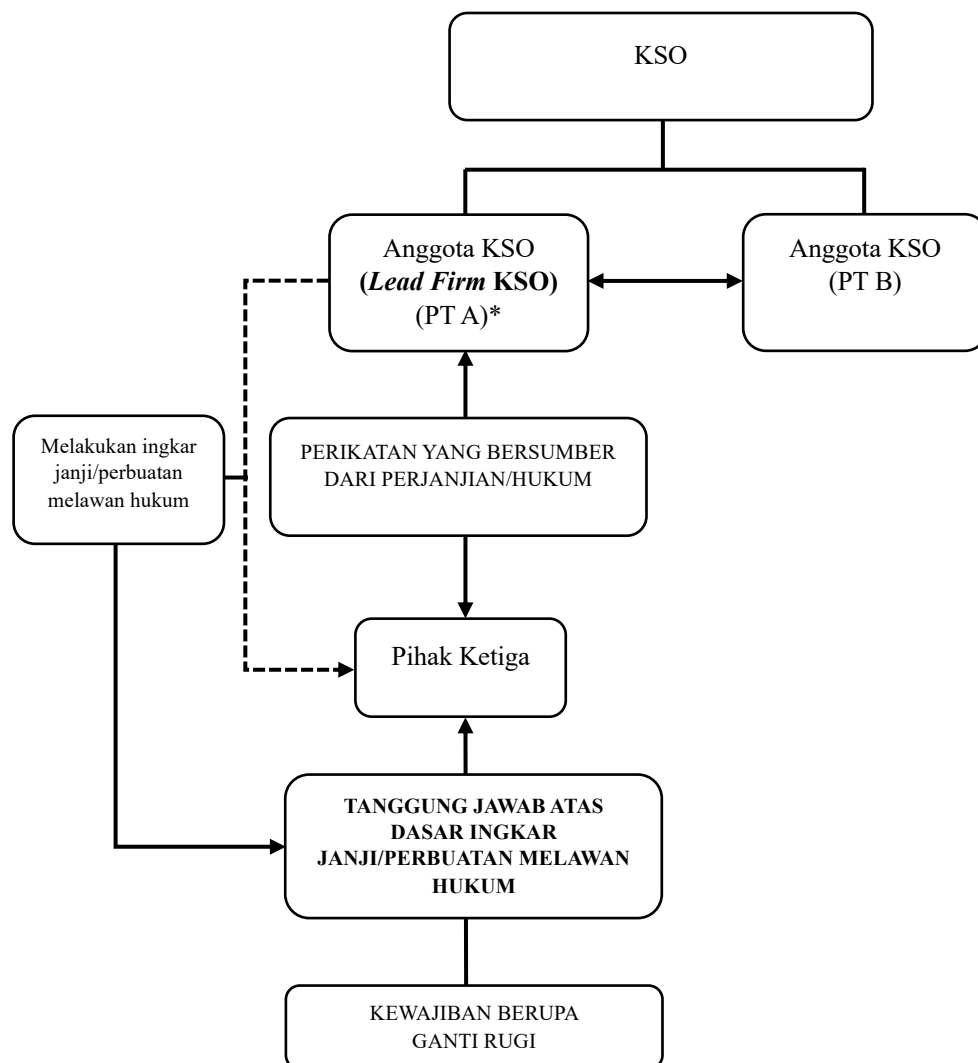 KSO
Anggota KSO
(Lead Firm KSO)
(PT A)*
Anggota KSO
(PT B)
Melakukan ingkar
janji/perbuatan
melawan hukum
PERIKATAN YANG BERSUMBER
DARI PERJANJIAN/HUKUM
Pihak Ketiga
TANGGUNG JAWAB ATAS
DASAR INGKAR
JANJI/PERBUATAN MELAWAN
HUKUM
KEWAJIBAN BERUPA
GANTI RUGI